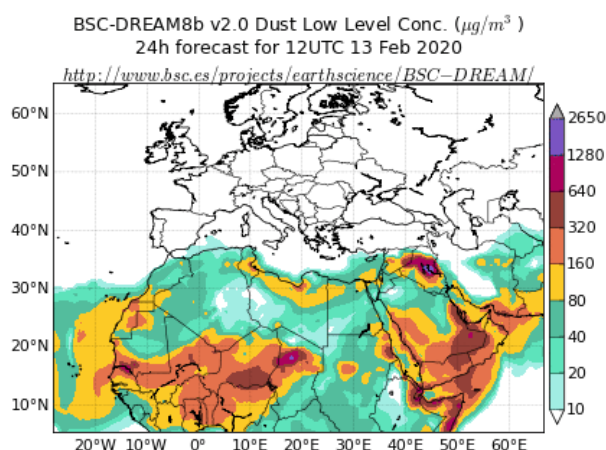 BSC-DREAM8b v2.0 Dust Low Level Conc. (μg/m³ )
24h forecast for 12UTC 13 Feb 2020
http://www.bsc.es/projects/earthscience/BSC−DREAM/
60°N
50°N
40°N
30°N
20°N
10°N
20°W
10°W
0°
10°E
20°E
30°E
40°E
50°E
60°E
2650
1280
640
320
160
80
40
20
10